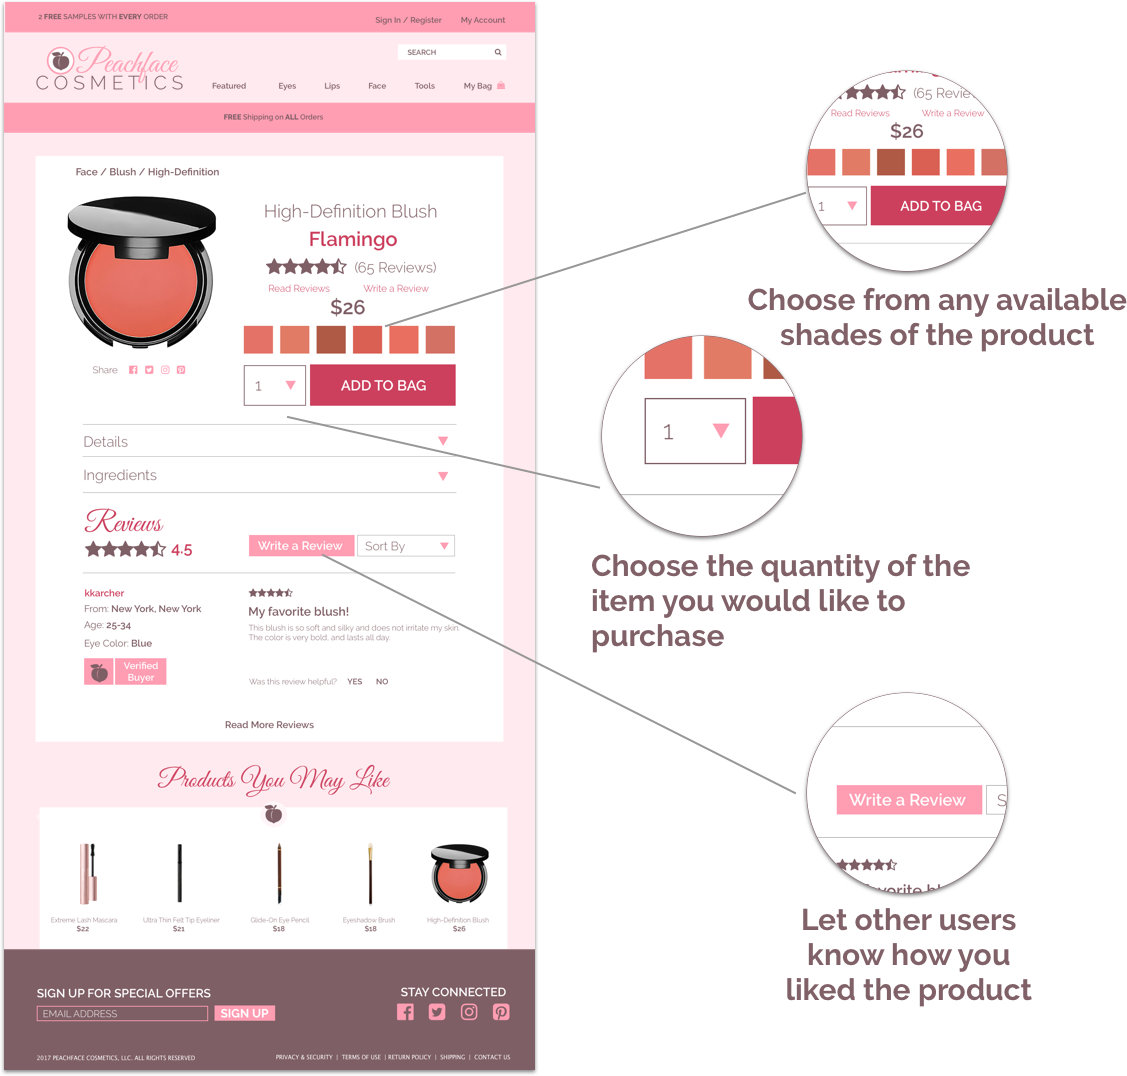 2 FREE SAMPLES WITH EVERY ORDER
Sign In / Register
My Account
Peachface
COSMETICS
SEARCH
Featured
Eyes
Lips
Face
Tools
My Bag
FREE Shipping on ALL Orders
Face / Blush / High-Definition
High-Definition Blush
Flamingo
(65 Reviews)
Read Reviews
Write a Review
$26
Share
1
ADD TO BAG
Details
Ingredients
Reviews
4.5
Write a Review
Sort By
kkarcher
From: New York, New York
Age: 25-34
Eye Color: Blue
Verified
Buyer
My favorite blush!
This blush is so soft and silky and does not irritate my skin.
The color is very bold, and lasts all day.
Was this review helpful? YES NO
Read More Reviews
Products You May Like
Extreme Lash Mascara
$22
Ultra Thin Felt Tip Eyeliner
$21
Glide-On Eye Pencil
$18
Eyeshadow Brush
$18
High-Definition Blush
$26
SIGN UP FOR SPECIAL OFFERS
EMAIL ADDRESS
SIGN UP
STAY CONNECTED
2017 PEACHFACE COSMETICS, LLC. ALL RIGHTS RESERVED
PRIVACY & SECURITY | TERMS OF USE | RETURN POLICY | SHIPPING | CONTACT US
(65 Revie
Read Reviews
Write a Review
$26
1
ADD TO BAG
Choose from any available
shades of the product
1
Choose the quantity of the
item you would like to
purchase
Write a Review
S
avorite bl
Let other users
know how you
liked the product